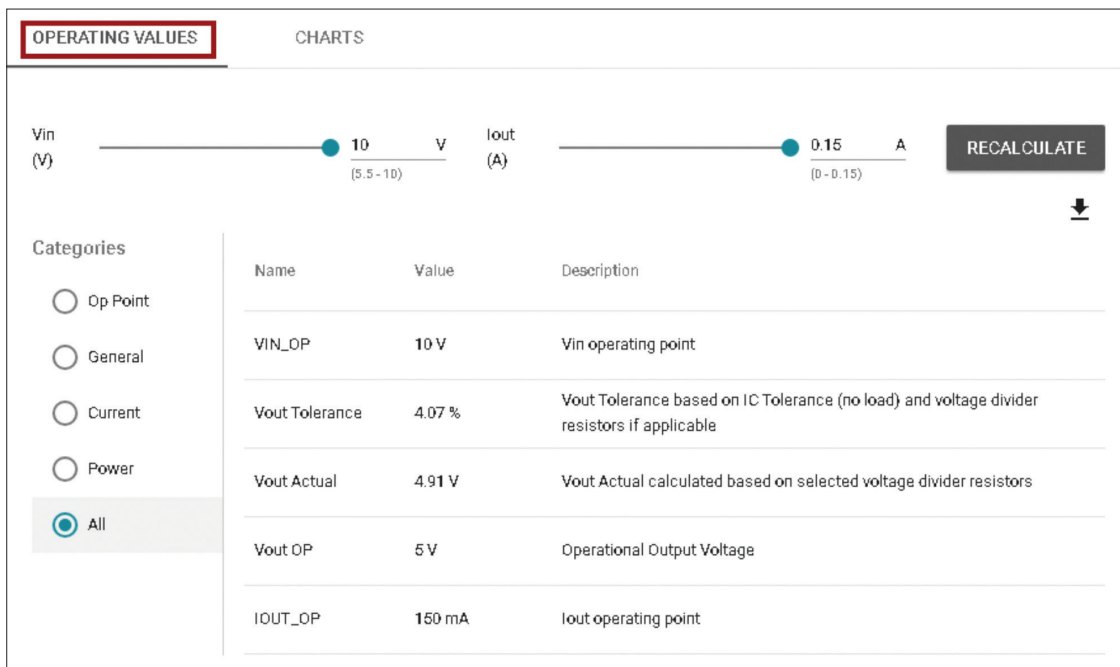 OPERATING VALUES CHARTS
Vin (V) 10 V (5.5 - 10) Iout (A) 0.15 A (0 - 0.15) RECALCULATE
Categories
Op Point
General
Current
Power
All
Name Value Description
VIN_OP 10 V Vin operating point
Vout Tolerance 4.07 % Vout Tolerance based on IC Tolerance (no load) and voltage divider
resistors if applicable
Vout Actual 4.91 V Vout Actual calculated based on selected voltage divider resistors
Vout OP 5 V Operational Output Voltage
IOUT_OP 150 mA Iout operating point